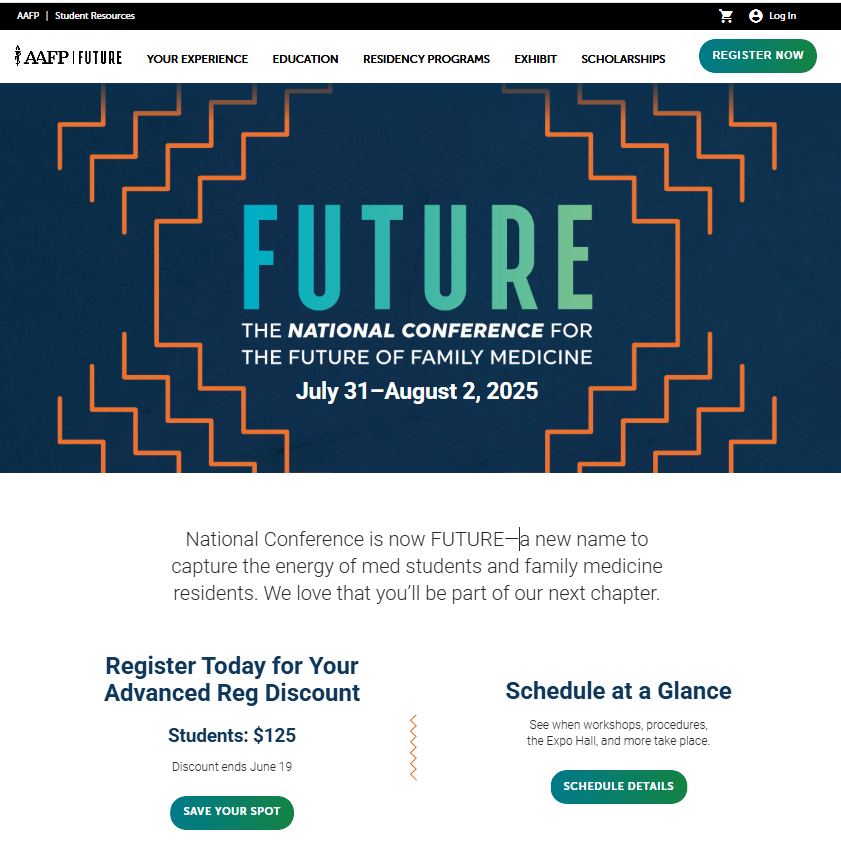 AAFP | Student Resources
Log In
AAFP | FUTURE
YOUR EXPERIENCE
EDUCATION
RESIDENCY PROGRAMS
EXHIBIT
SCHOLARSHIPS
REGISTER NOW
FUTURE
THE NATIONAL CONFERENCE FOR
THE FUTURE OF FAMILY MEDICINE
July 31–August 2, 2025
National Conference is now FUTURE—a new name to
capture the energy of med students and family medicine
residents. We love that you’ll be part of our next chapter.
Register Today for Your
Advanced Reg Discount
Students: $125
Discount ends June 19
SAVE YOUR SPOT
Schedule at a Glance
See when workshops, procedures,
the Expo Hall, and more take place.
SCHEDULE DETAILS